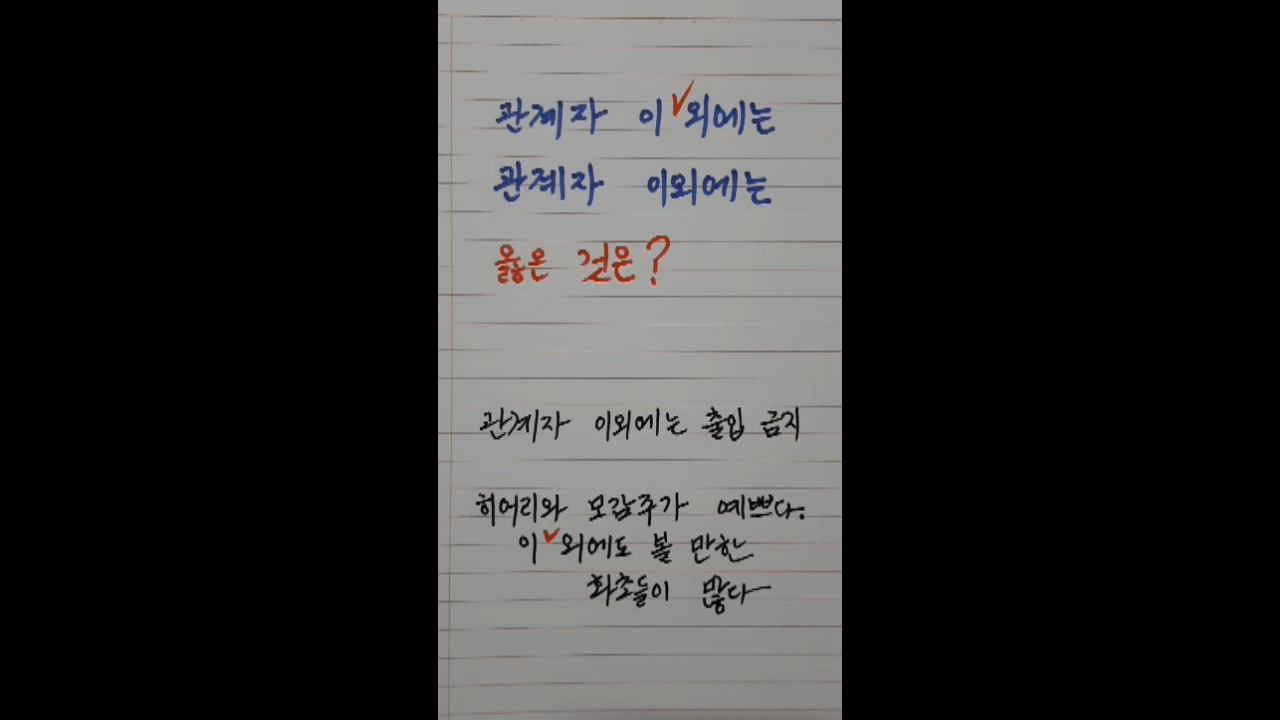 관계자 이✓외에는
관계자 이외에는
옳은 것은?
관계자 이외에는 출입 금지
히어리와 모감주가 예쁘다.
이✓외에도 볼 만한
화초들이 많다